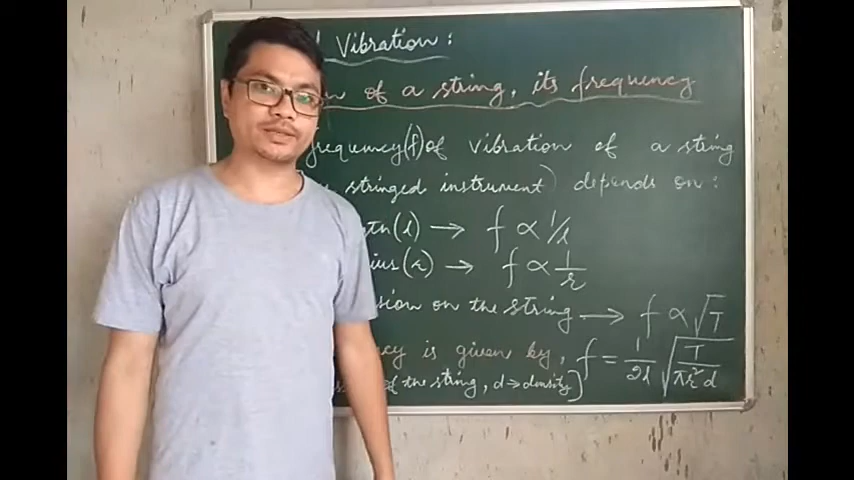 Vibration :
of a string, its frequency
frequency (f) of vibration of a string
stringed instrument) depends on :
(l) → f ∝ 1/l
(r) → f ∝ 1/r
on the string → f ∝ √T
is given by, f = 1/2l √T/πr²d
of the string, d → density]